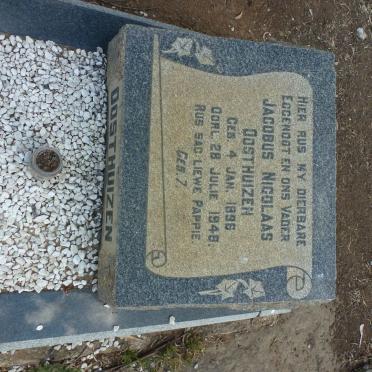 HIER RUS MY DIERBARE
EGGENOOT EN ONS VADER
JACOBUS NICOLAAS
OOSTHUIZEN
GEB 4 JAN. 1896
OORL. 28 JULIE 1948.
RUS SAG LIEWE PAPPIE.
GES. 7
OOSTHUIZEN